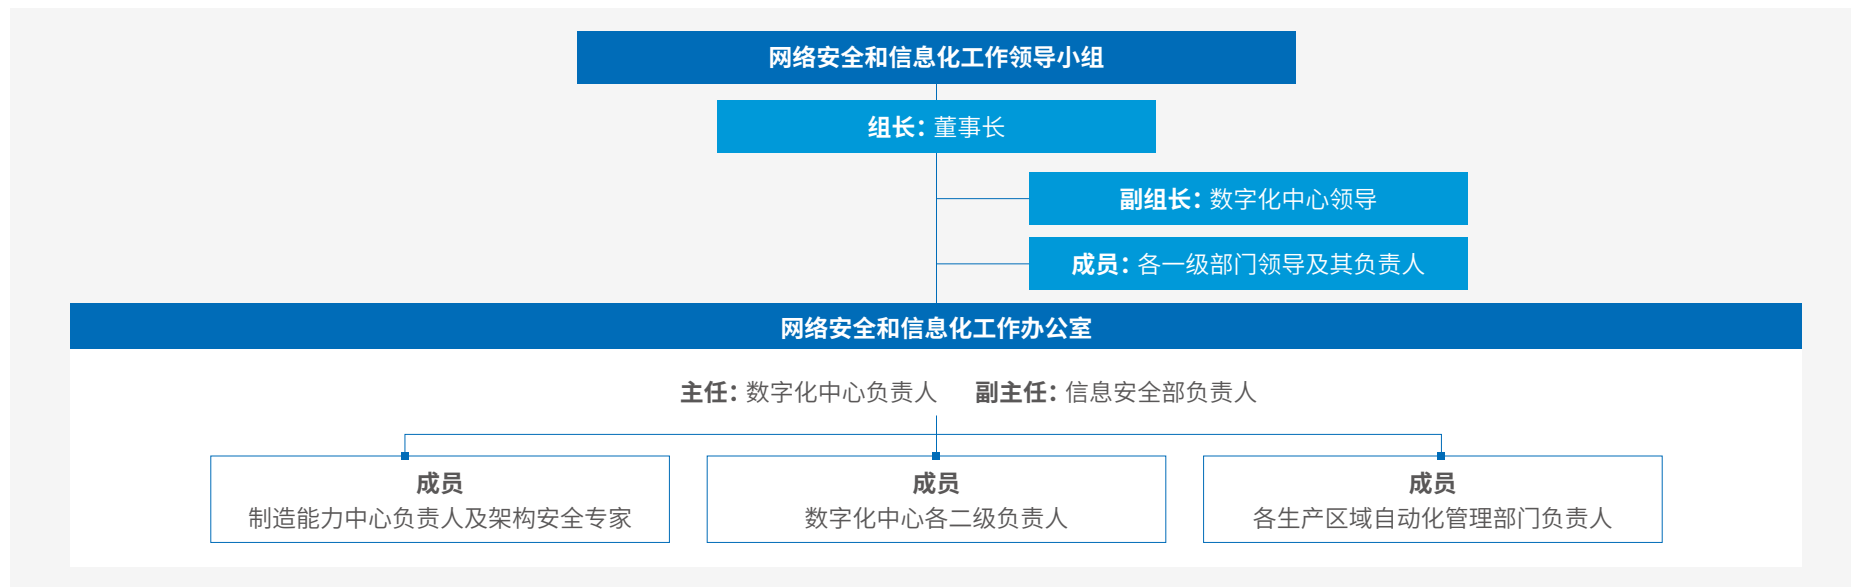 网络安全和信息化工作领导小组
组长：董事长
副组长：数字化中心领导
成员：各一级部门领导及其负责人
网络安全和信息化工作办公室
主任：数字化中心负责人 副主任：信息安全部负责人
成员
制造能力中心负责人及架构安全专家
成员
数字化中心各二级负责人
成员
各生产区域自动化管理部门负责人